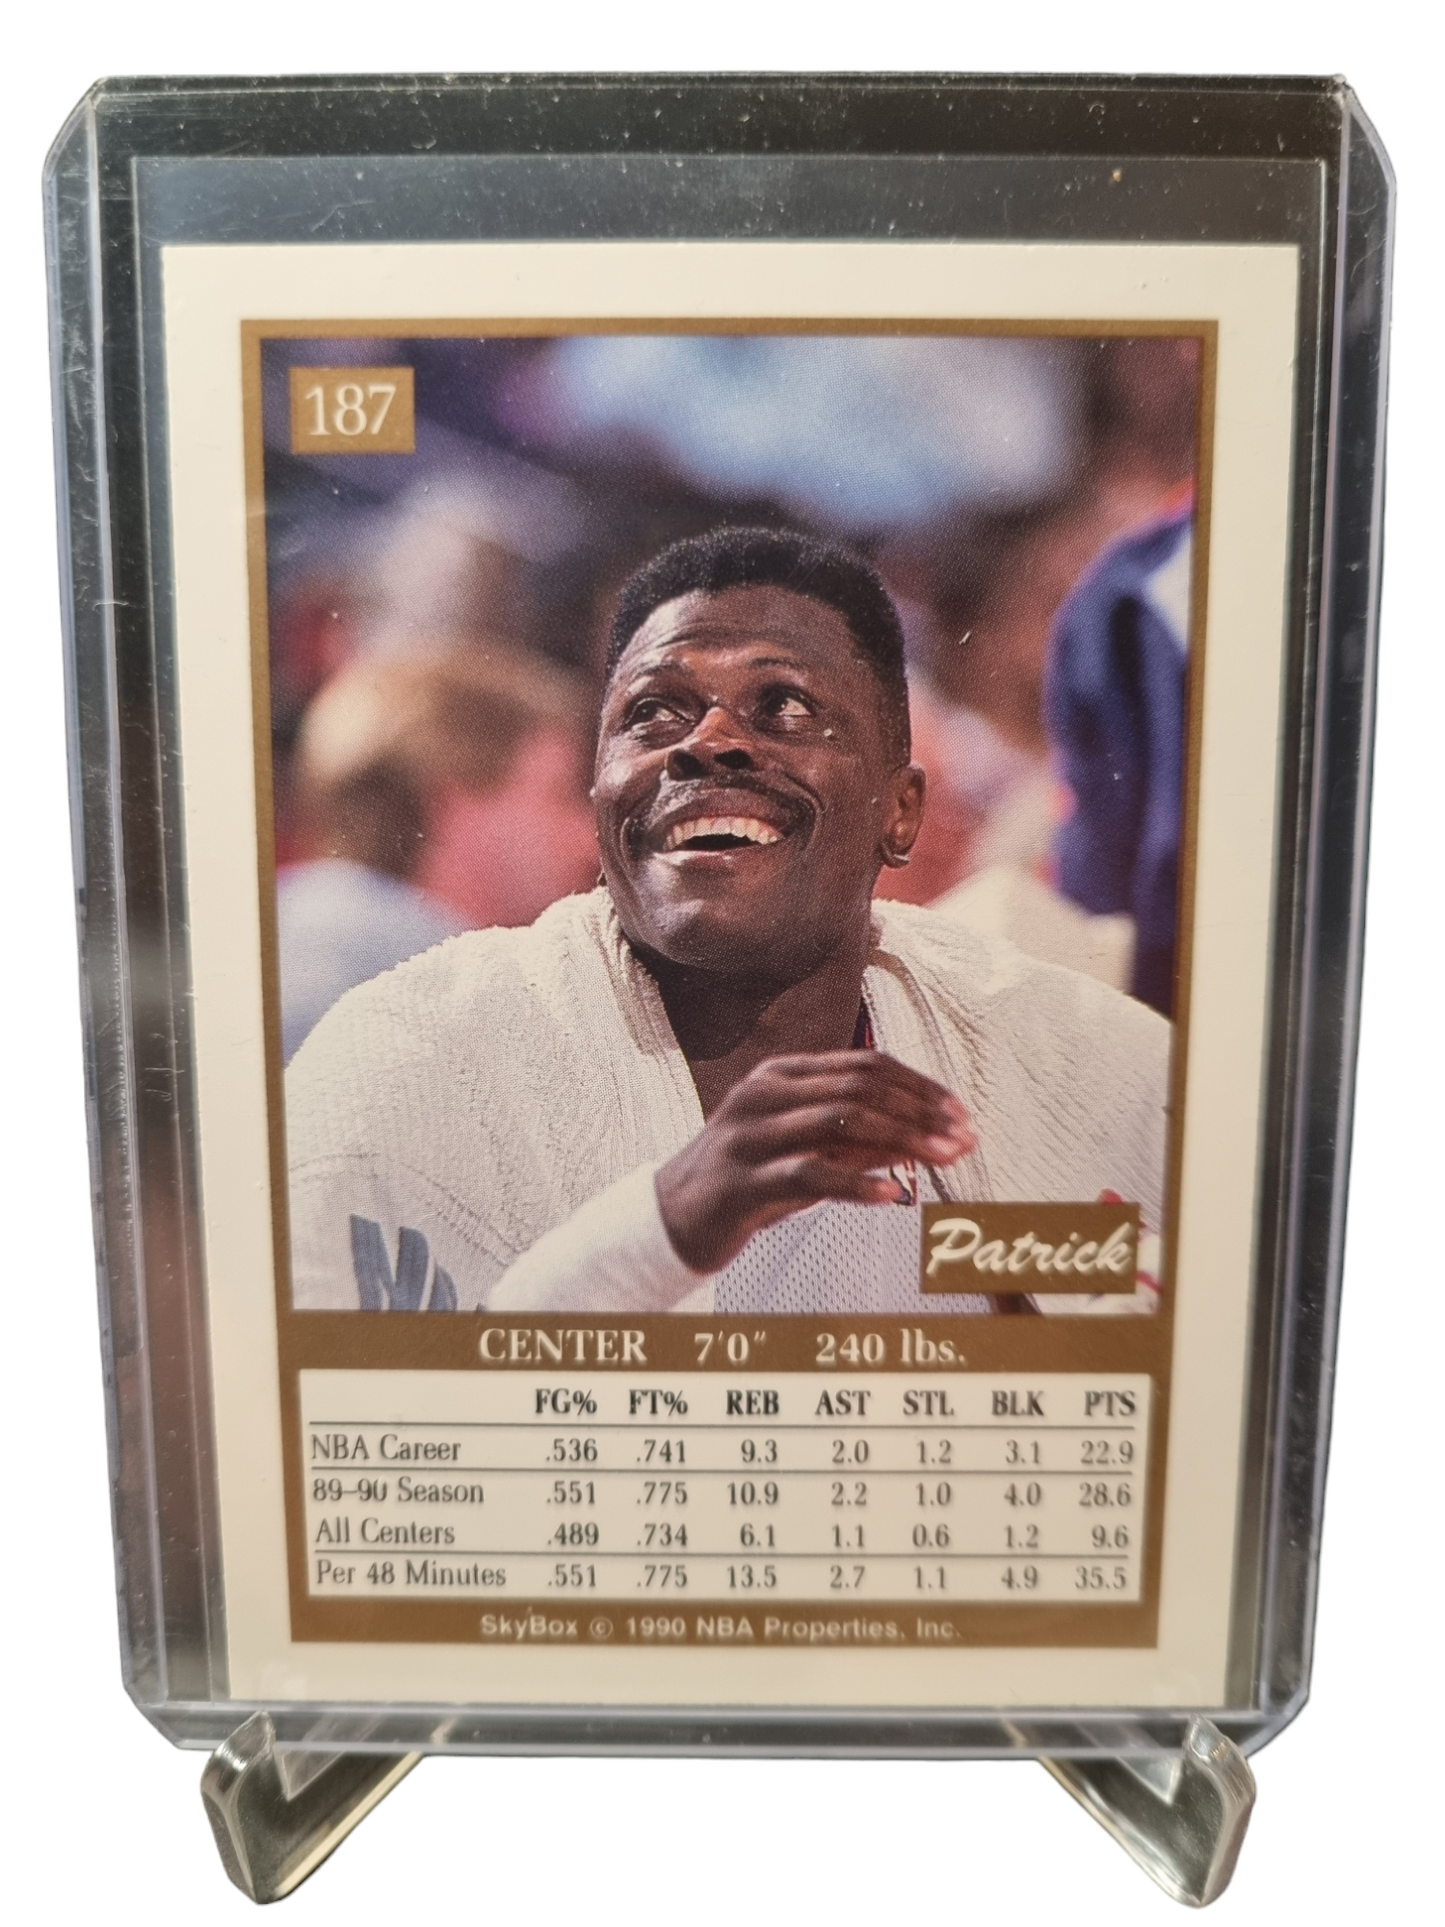 187
Patrick
CENTER 7'0" 240 lbs.
FG% FT% REB AST STL BLK PTS
NBA Career .536 .741 9.3 2.0 1.2 3.1 22.9
89–90 Season .551 .775 10.9 2.2 1.0 4.0 28.6
All Centers .489 .734 6.1 1.1 0.6 1.2 9.6
Per 48 Minutes .551 .775 13.5 2.7 1.1 4.9 35.5
SkyBox © 1990 NBA Properties, Inc.